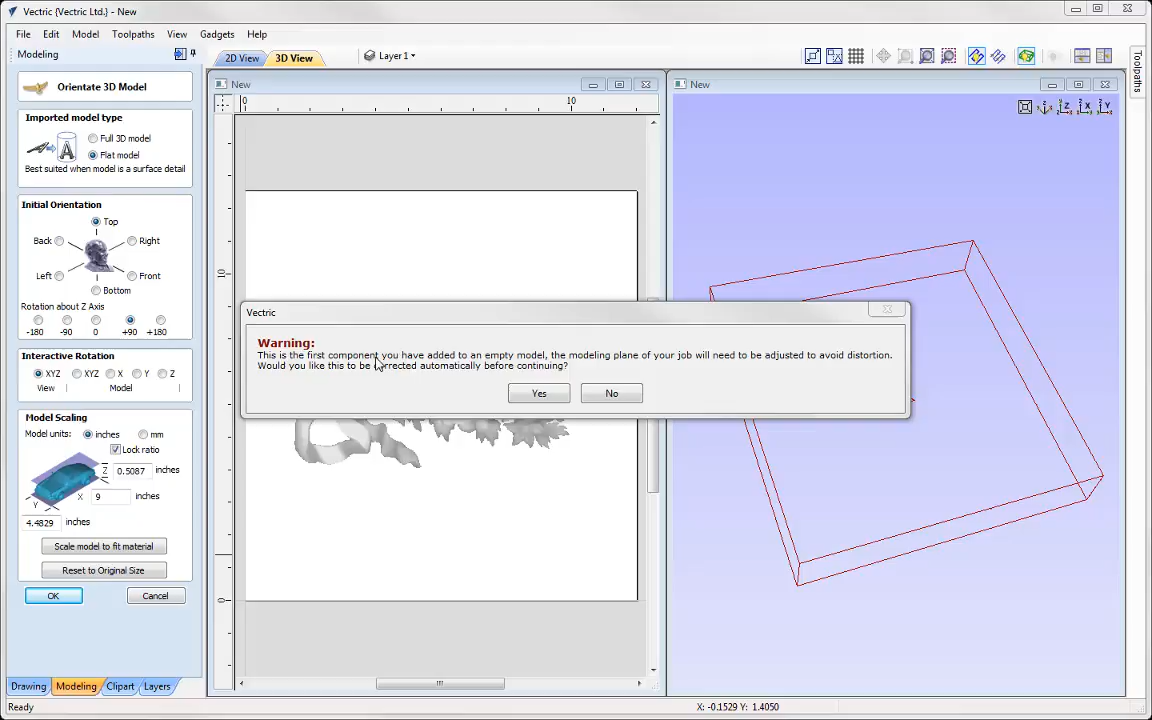 Vectric {Vectric Ltd.} - New
File Edit Model Toolpaths View Gadgets Help
Modeling
2D View 3D View Layer 1
Toolpaths
Orientate 3D Model
Imported model type
Full 3D model
Flat model
Best suited when model is a surface detail
Initial Orientation
Top
Back Right
Left Front
Bottom
Rotation about Z Axis
-180 -90 0 +90 +180
Interactive Rotation
XYZ XYZ X Y Z
View Model
Model Scaling
Model units: inches mm
Lock ratio
Z 0.5087 inches
X 9 inches
Y
4.4829 inches
Scale model to fit material
Reset to Original Size
OK Cancel
Drawing Modeling Clipart Layers
New
0 10
10
0
New
Z X Y
Vectric
Warning:
This is the first component you have added to an empty model, the modeling plane of your job will need to be adjusted to avoid distortion.
Would you like this to be corrected automatically before continuing?
Yes No
Ready
X: -0.1529 Y: 1.4050